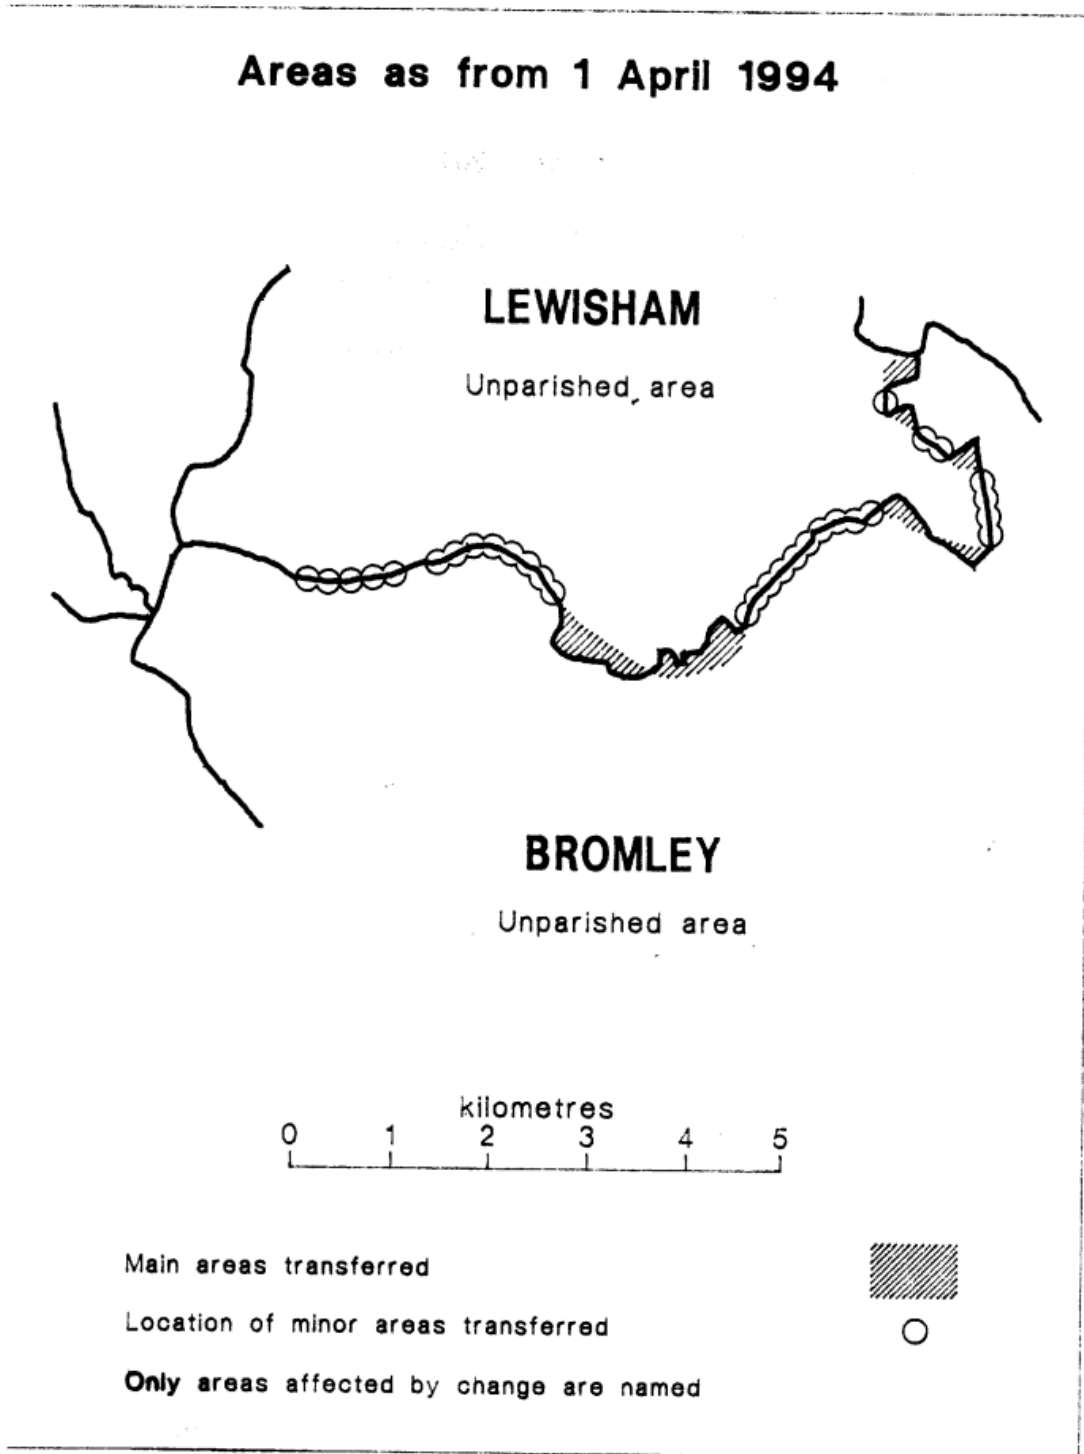 Areas as from 1 April 1994
LEWISHAM
Unparished area
BROMLEY
Unparished area
kilometres
0 1 2 3 4 5
Main areas transferred
Location of minor areas transferred
Only areas affected by change are named